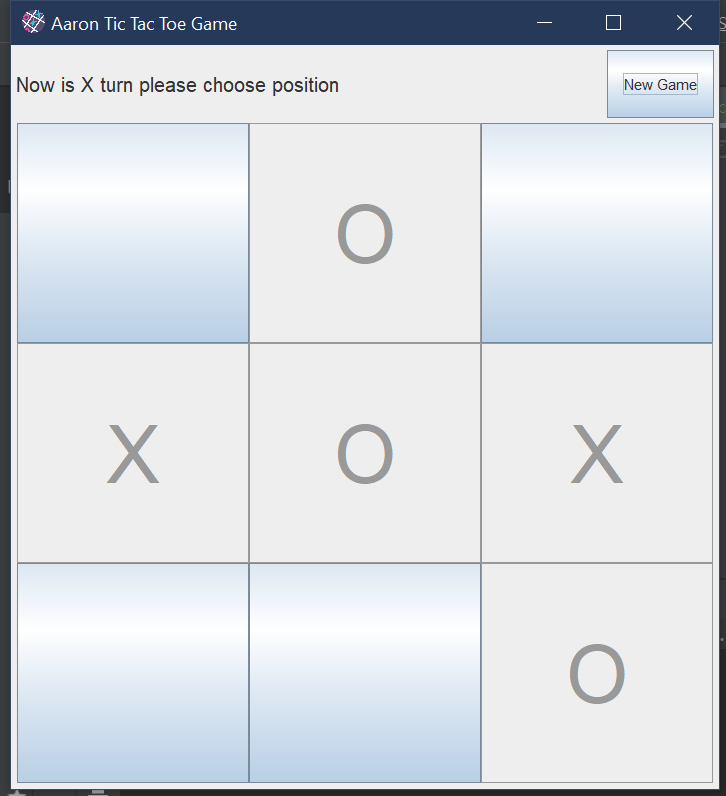 Aaron Tic Tac Toe Game
Now is X turn please choose position
New Game
O
X O X
O